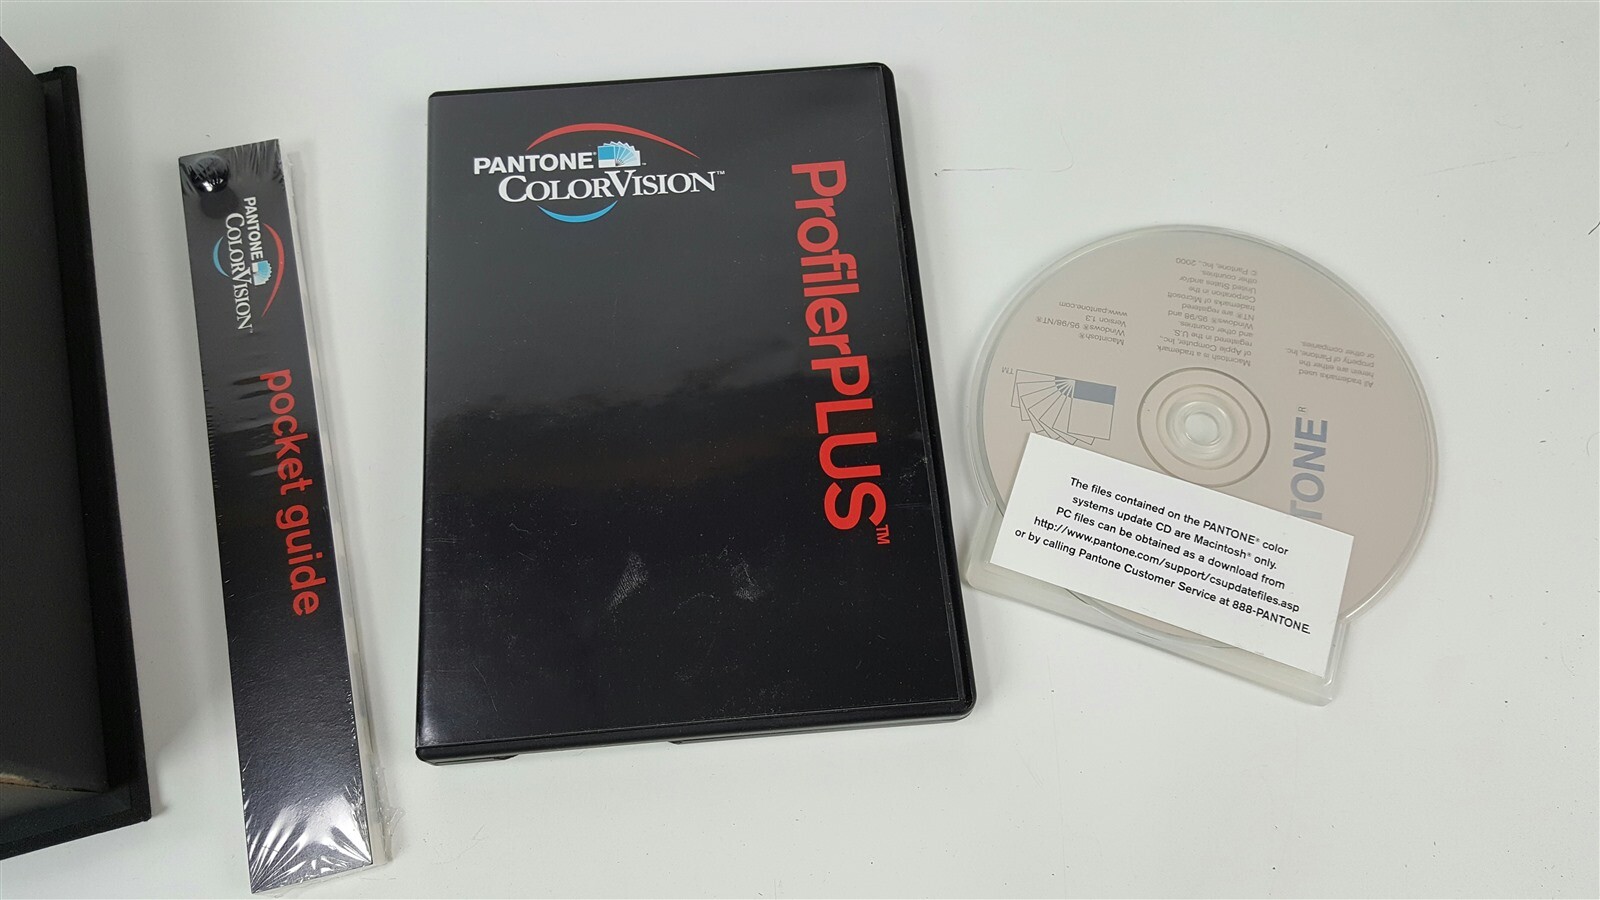 PANTONE®
COLORVISION™
pocket guide
PANTONE® ™
COLORVISION™
ProfilerPLUS™
TM
Macintosh®
Windows® 95/98/NT®
Version 1.3
www.pantone.com
Macintosh is a trademark
of Apple Computer, Inc.,
registered in the U.S.
and other countries.
Windows® 95/98 and
NT® are registered
trademarks of Microsoft
Corporation in the
United States and/or
other countries.
© Pantone, Inc., 2000
All trademarks used
herein are either the
property of Pantone, Inc.
or other companies.
TONE®
The files contained on the PANTONE® color
systems update CD are Macintosh® only.
PC files can be obtained as a download from
http://www.pantone.com/support/csupdatefiles.asp
or by calling Pantone Customer Service at 888-PANTONE.